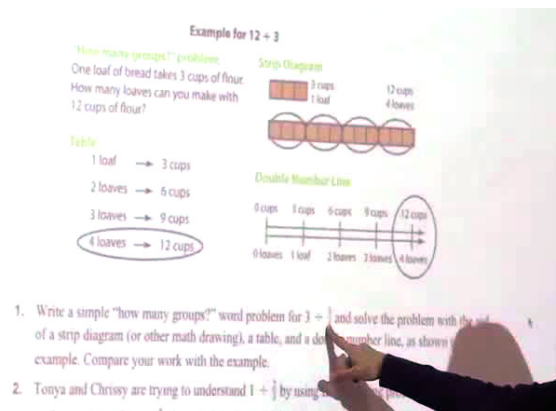 Example for 12 ÷ 3
"How many groups?" problem
One loaf of bread takes 3 cups of flour.
How many loaves can you make with
12 cups of flour?
Strip Diagram
3 cups
1 loaf
12 cups
4 loaves
Table
1 loaf → 3 cups
2 loaves → 6 cups
3 loaves → 9 cups
4 loaves → 12 cups
Double Number Line
0 cups 3 cups 6 cups 9 cups 12 cups
0 loaves 1 loaf 2 loaves 3 loaves 4 loaves
1. Write a simple "how many groups?" word problem for 3 ÷ and solve the problem with the
of a strip diagram (or other math drawing), a table, and a number line, as shown
example. Compare your work with the example.
2. Tonya and Chrissy are trying to understand 1 ÷ by using